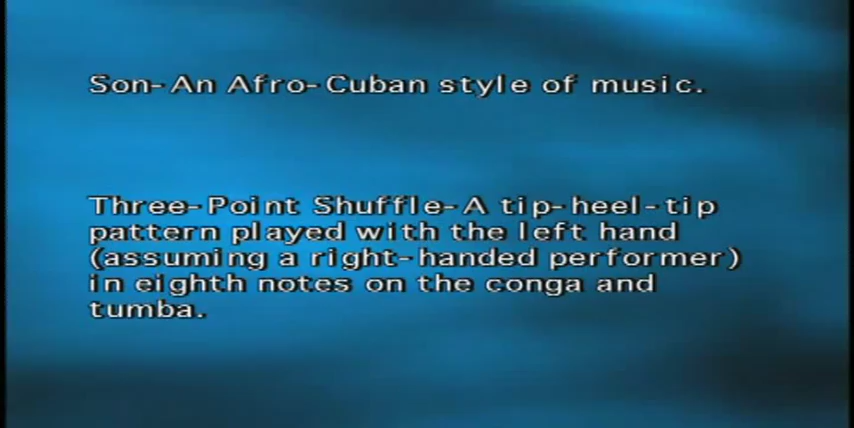 Son-An Afro-Cuban style of music.
Three-Point Shuffle-A tip-heel-tip
pattern played with the left hand
(assuming a right-handed performer)
in eighth notes on the conga and
tumba.